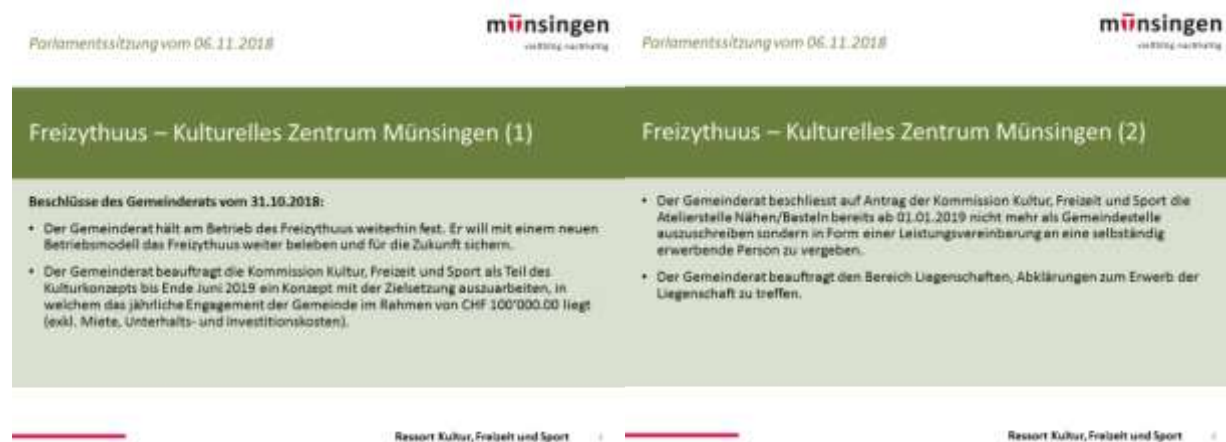 Parlamentssitzung vom 06.11.2018
münsingen
vielfältig nachhaltig
Freizythuus – Kulturelles Zentrum Münsingen (1)
Beschlüsse des Gemeinderats vom 31.10.2018:
• Der Gemeinderat hält am Betrieb des Freizythuus weiterhin fest. Er will mit einem neuen
Betriebsmodell das Freizythuus weiter beleben und für die Zukunft sichern.
• Der Gemeinderat beauftragt die Kommission Kultur, Freizeit und Sport als Teil des
Kulturkonzepts bis Ende Juni 2019 ein Konzept mit der Zielsetzung auszuarbeiten, in
welchem das jährliche Engagement der Gemeinde im Rahmen von CHF 100'000.00 liegt
(exkl. Miete, Unterhalts- und Investitionskosten).
Ressort Kultur, Freizeit und Sport
Parlamentssitzung vom 06.11.2018
münsingen
vielfältig nachhaltig
Freizythuus – Kulturelles Zentrum Münsingen (2)
• Der Gemeinderat beschliesst auf Antrag der Kommission Kultur, Freizeit und Sport die
Atelierstelle Nähen/Basteln bereits ab 01.01.2019 nicht mehr als Gemeindestelle
auszuschreiben sondern in Form einer Leistungsvereinbarung an eine selbständig
erwerbende Person zu vergeben.
• Der Gemeinderat beauftragt den Bereich Liegenschaften, Abklärungen zum Erwerb der
Liegenschaft zu treffen.
Ressort Kultur, Freizeit und Sport